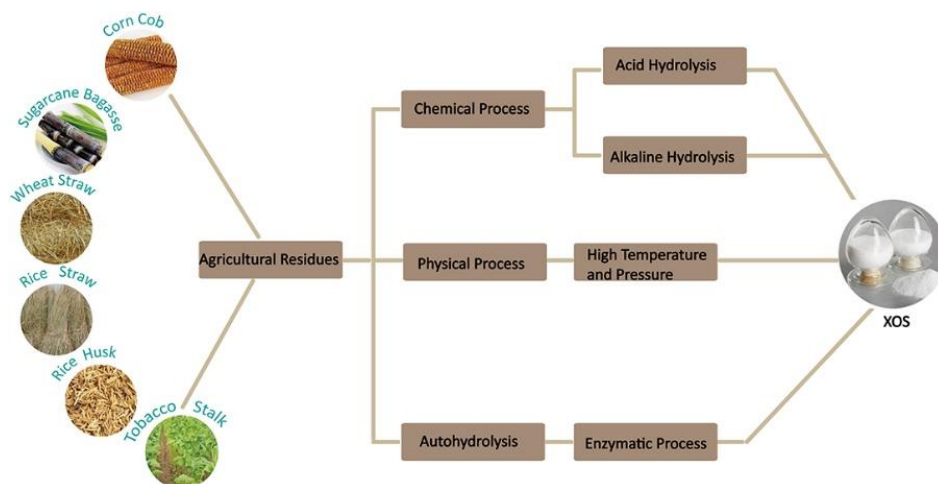 Corn Cob
Sugarcane Bagasse
Wheat Straw
Rice Straw
Rice Husk
Tobacco Stalk
Agricultural Residues
Chemical Process
Physical Process
Autohydrolysis
Acid Hydrolysis
Alkaline Hydrolysis
High Temperature
and Pressure
Enzymatic Process
XOS